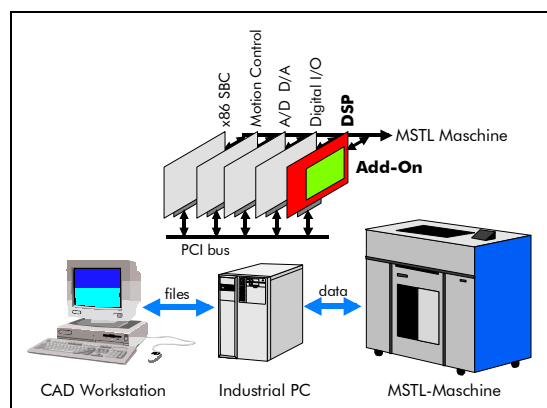 x86 SBC
Motion Control
A/D D/A
Digital I/O
DSP
MSTL Maschine
Add-On
PCI bus
files
data
CAD Workstation
Industrial PC
MSTL-Maschine